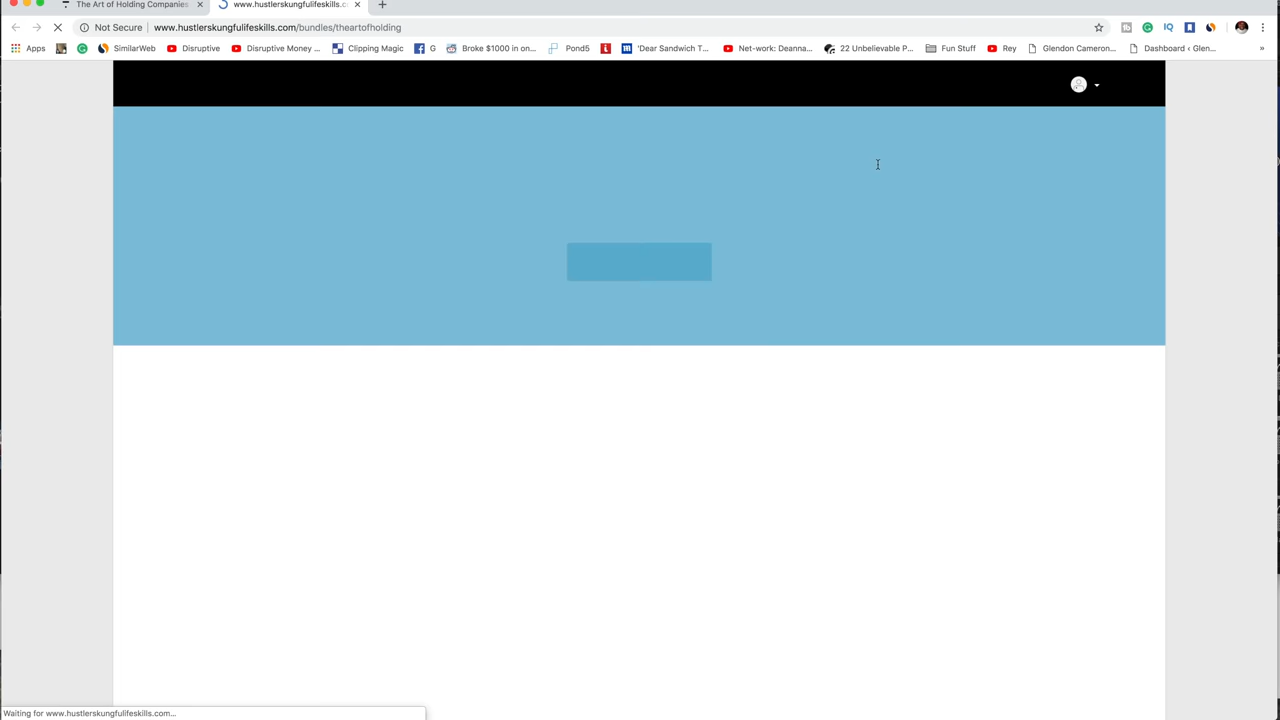 The Art of Holding Companies
www.hustlerskungfulifeskills.c
Not Secure www.hustlerskungfulifeskills.com/bundles/theartofholding
Apps SimilarWeb Disruptive Disruptive Money ... Clipping Magic G Broke $1000 in on... Pond5 'Dear Sandwich T... Net-work: Deanna... 22 Unbelievable P... Fun Stuff Rey Glendon Cameron... Dashboard ‹ Glen... »
Waiting for www.hustlerskungfulifeskills.com...